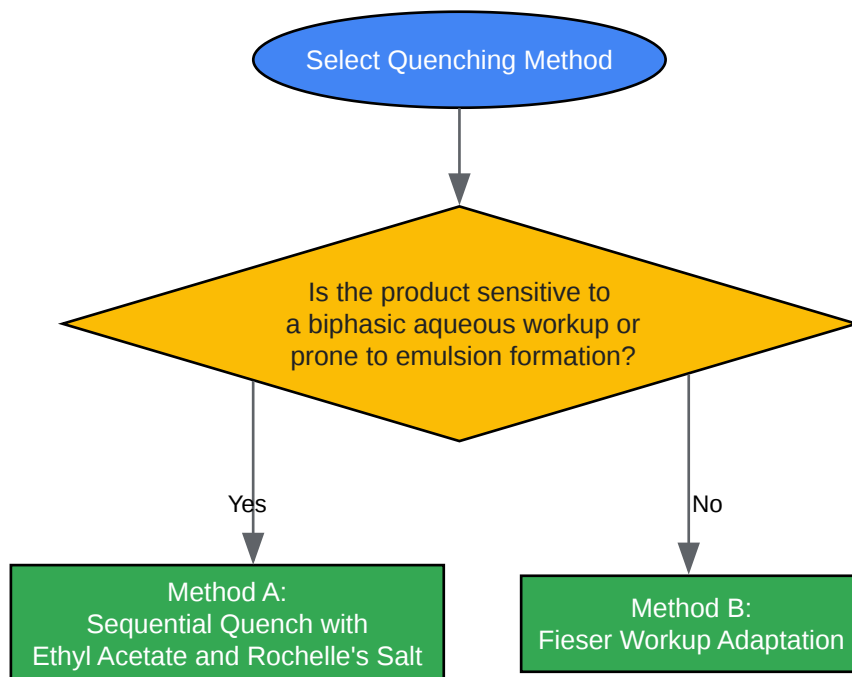 Select Quenching Method
Is the product sensitive to
a biphasic aqueous workup or
prone to emulsion formation?
Yes
No
Method A:
Sequential Quench with
Ethyl Acetate and Rochelle's Salt
Method B:
Fieser Workup Adaptation